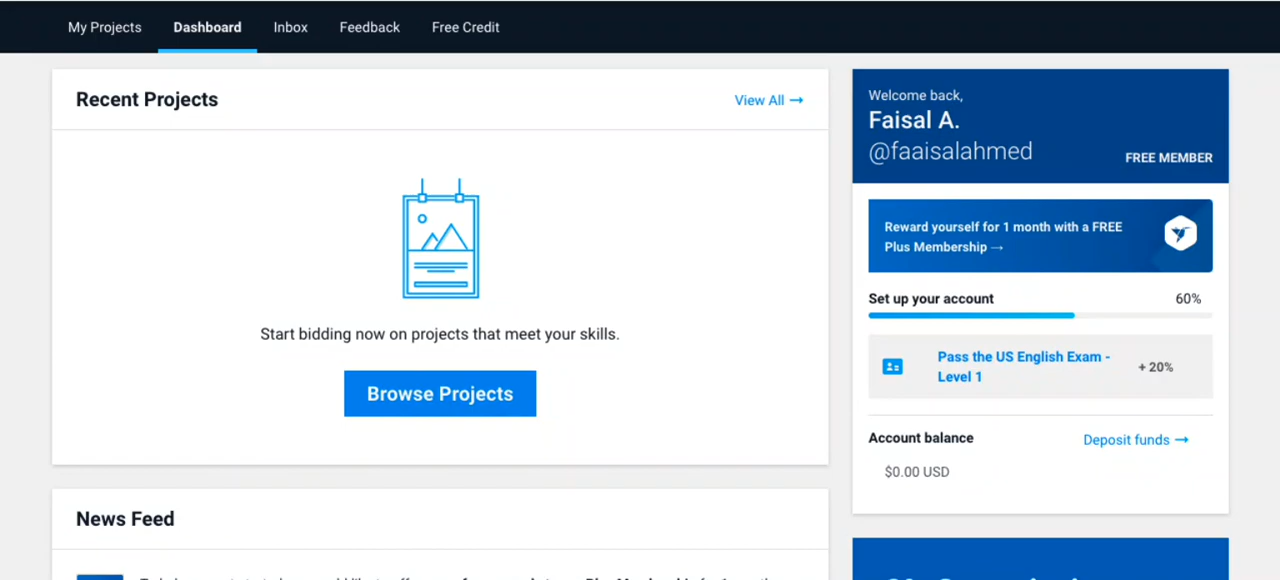 My Projects Dashboard Inbox Feedback Free Credit
Recent Projects
View All →
Start bidding now on projects that meet your skills.
Browse Projects
News Feed
Welcome back,
Faisal A.
@faaisalahmed
FREE MEMBER
Reward yourself for 1 month with a FREE
Plus Membership →
Set up your account 60%
Pass the US English Exam -
Level 1
+ 20%
Account balance
Deposit funds →
$0.00 USD